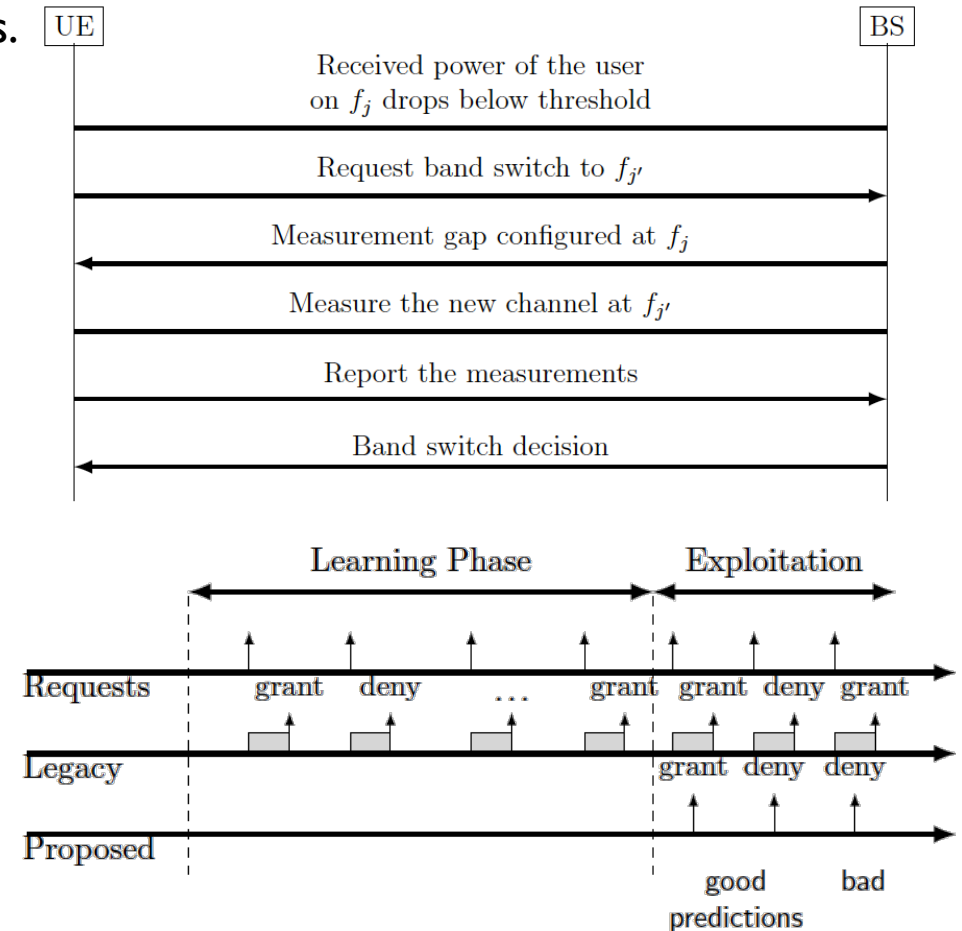 s.
UE
BS
Received power of the user
on f_j drops below threshold
Request band switch to f_{j'}
Measurement gap configured at f_j
Measure the new channel at f_{j'}
Report the measurements
Band switch decision
Learning Phase
Exploitation
Requests
grant deny ... grant grant deny grant
Legacy
grant deny deny
Proposed
good bad
predictions